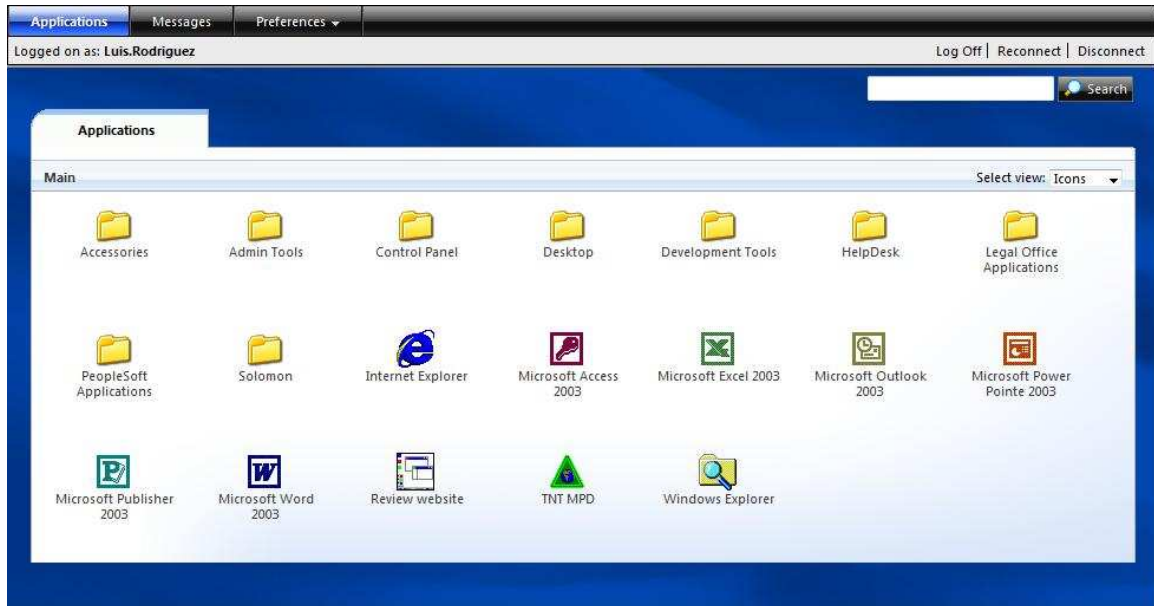 Applications Messages Preferences
Logged on as: Luis.Rodriguez Log Off | Reconnect | Disconnect
Search
Applications
Main Select view: Icons
Accessories Admin Tools Control Panel Desktop Development Tools HelpDesk Legal Office
Applications
PeopleSoft Solomon Internet Explorer Microsoft Access Microsoft Excel 2003 Microsoft Outlook Microsoft Power
Applications 2003 2003 Pointe 2003
Microsoft Publisher Microsoft Word Review website TNT MPD Windows Explorer
2003 2003